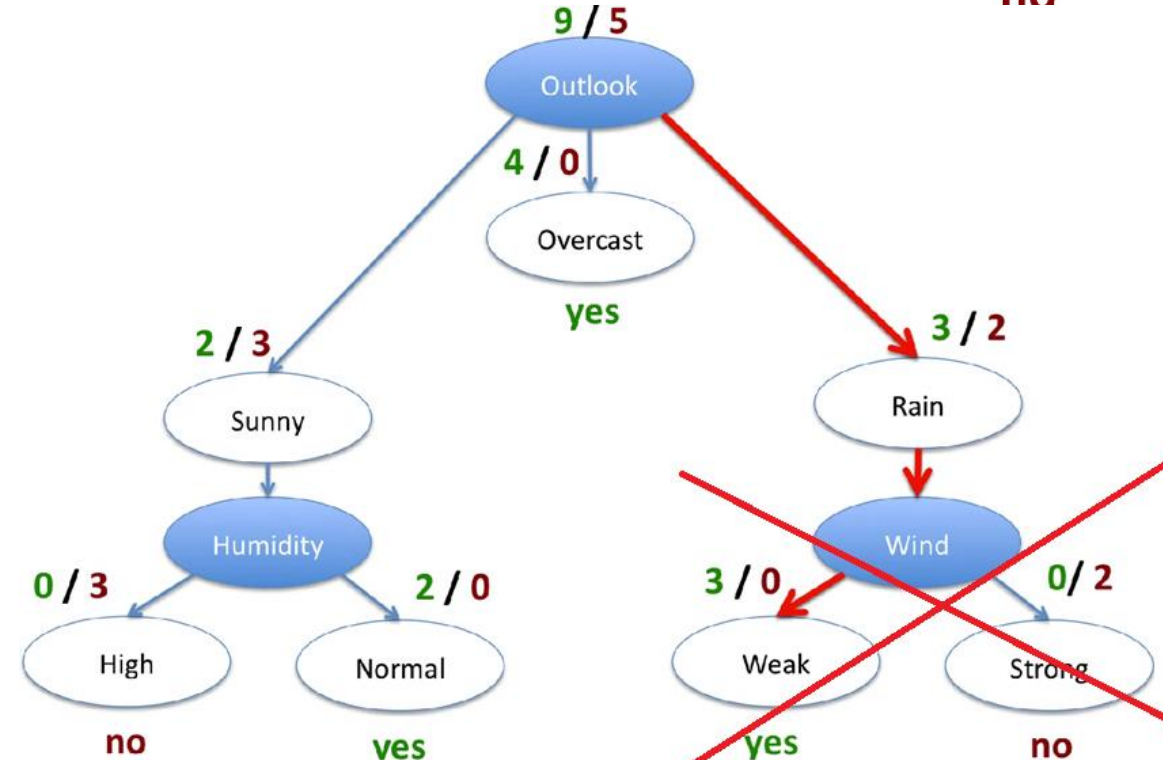 no
9 / 5
Outlook
4 / 0
Overcast
yes
2 / 3
3 / 2
Sunny
Rain
Humidity
Wind
0 / 3
2 / 0
3 / 0
0/ 2
High
Normal
Weak
Strong
no
yes
yes
no